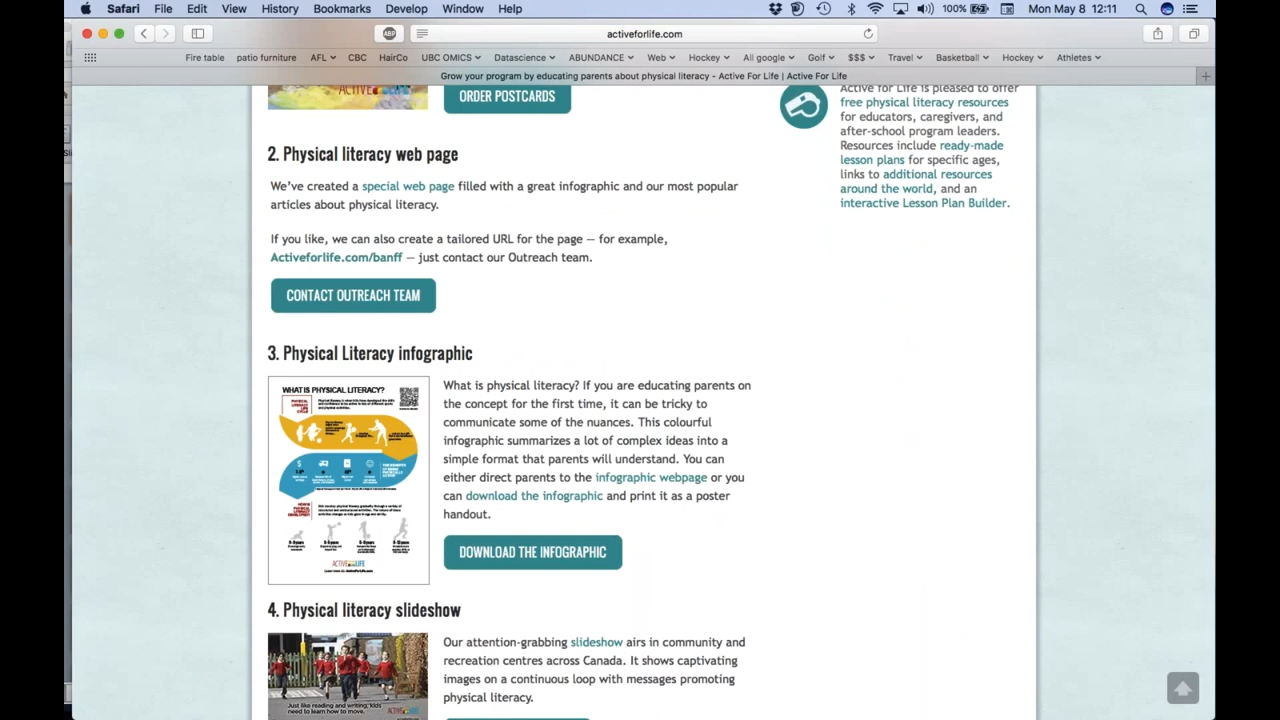 Safari File Edit View History Bookmarks Develop Window Help 100% Mon May 8 12:11
ABP activeforlife.com
Fire table patio furniture AFL CBC HairCo UBC OMICS Datascience ABUNDANCE Web Hockey All google Golf $$$ Travel Basketball Hockey Athletes
Grow your program by educating parents about physical literacy - Active For Life | Active For Life
ORDER POSTCARDS
2. Physical literacy web page
We've created a special web page filled with a great infographic and our most popular
articles about physical literacy.
If you like, we can also create a tailored URL for the page — for example,
Activeforlife.com/banff — just contact our Outreach team.
CONTACT OUTREACH TEAM
3. Physical Literacy infographic
WHAT IS PHYSICAL LITERACY?
PHYSICAL
LITERACY
ACTIVE FOR LIFE
What is physical literacy? If you are educating parents on
the concept for the first time, it can be tricky to
communicate some of the nuances. This colourful
infographic summarizes a lot of complex ideas into a
simple format that parents will understand. You can
either direct parents to the infographic webpage or you
can download the infographic and print it as a poster
handout.
DOWNLOAD THE INFOGRAPHIC
4. Physical literacy slideshow
Just like reading and writing, kids
need to learn how to move.
Our attention-grabbing slideshow airs in community and
recreation centres across Canada. It shows captivating
images on a continuous loop with messages promoting
physical literacy.
Active for Life is pleased to offer
free physical literacy resources
for educators, caregivers, and
after-school program leaders.
Resources include ready-made
lesson plans for specific ages,
links to additional resources
around the world, and an
interactive Lesson Plan Builder.